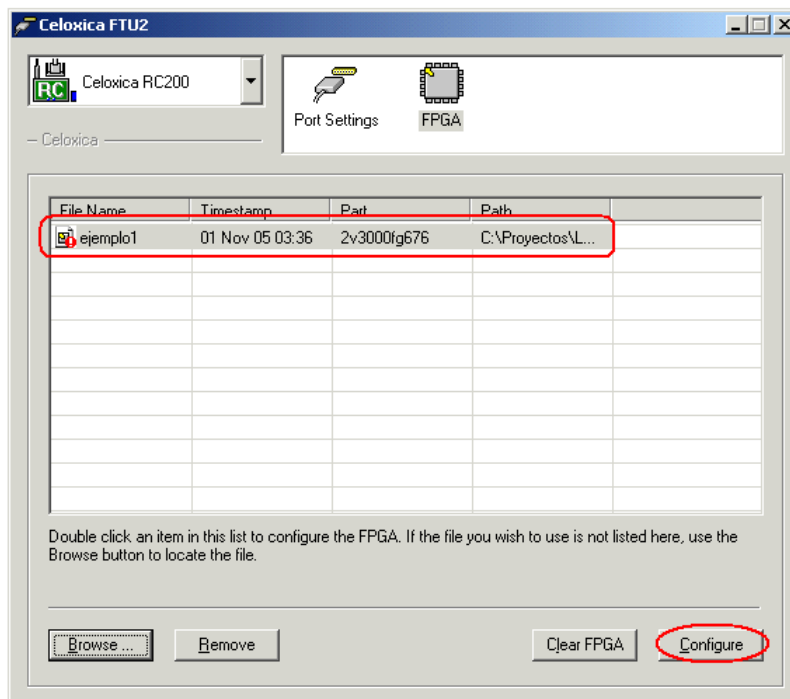 Celoxica FTU2
RC
Celoxica RC200
Port Settings
FPGA
Celoxica
File Name Timestamp Part Path
ejemplo1 01 Nov 05 03:36 2v3000fg676 C:\Proyectos\L...
Double click an item in this list to configure the FPGA. If the file you wish to use is not listed here, use the
Browse button to locate the file.
Browse ... Remove Clear FPGA Configure